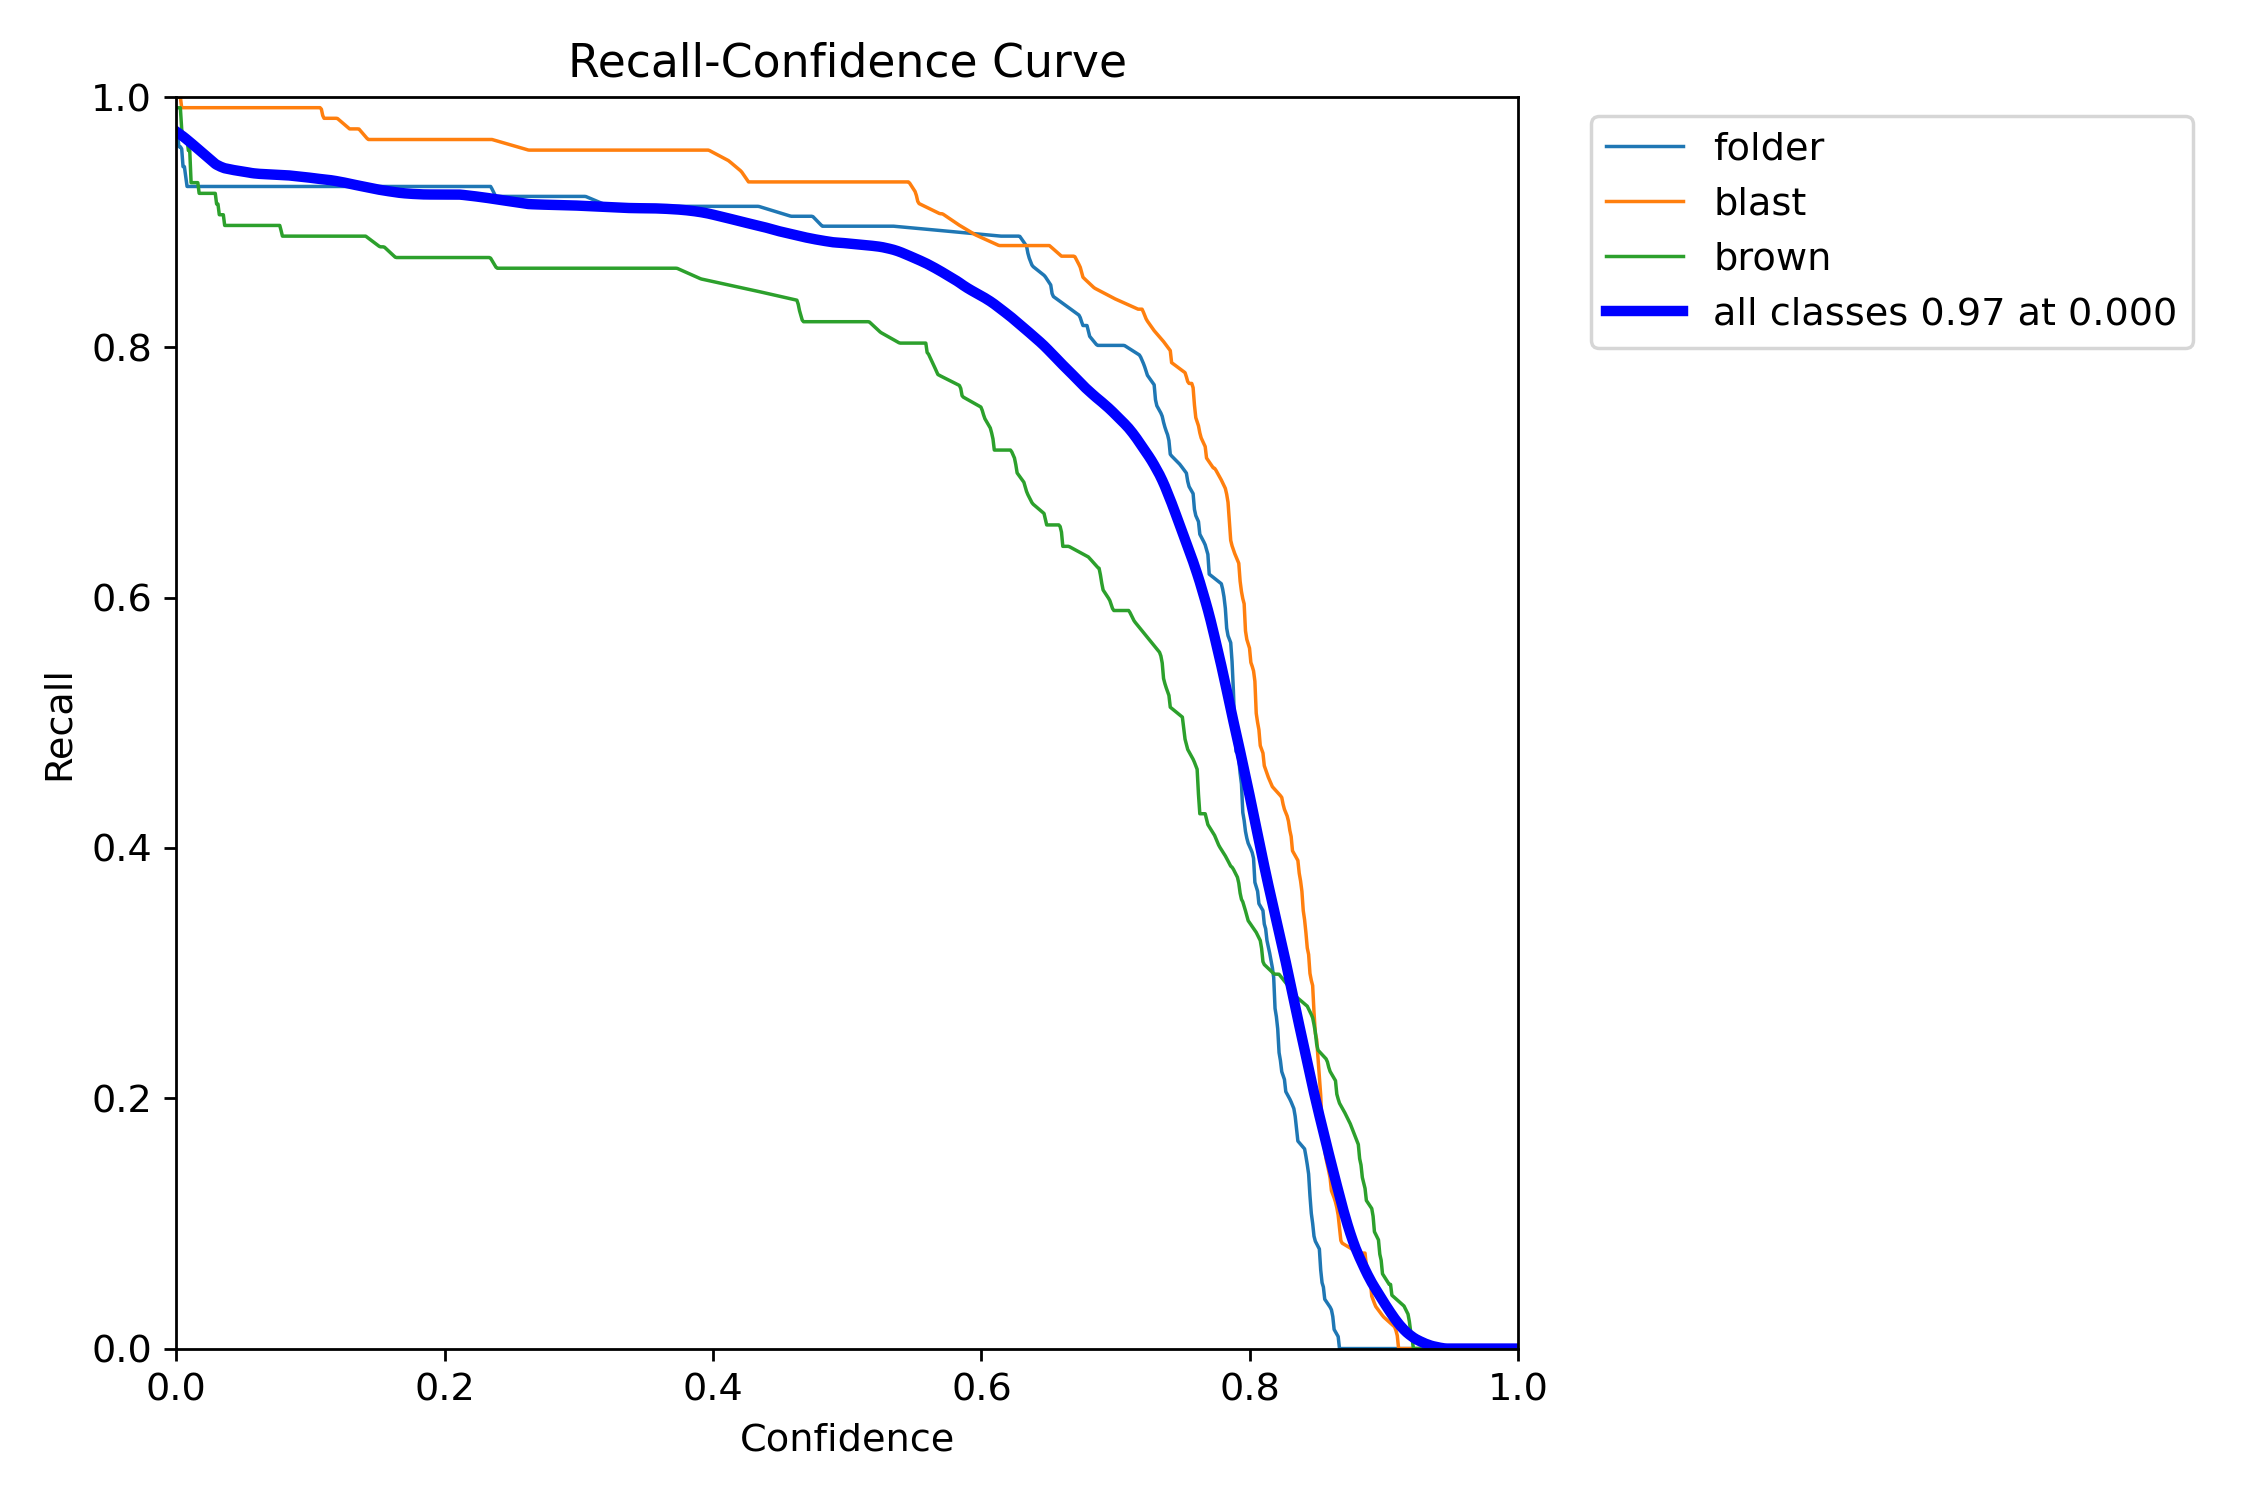 Recall-Confidence Curve
1.0
0.8
0.6
0.4
0.2
0.0
Recall
0.0 0.2 0.4 0.6 0.8 1.0
Confidence
folder
blast
brown
all classes 0.97 at 0.000